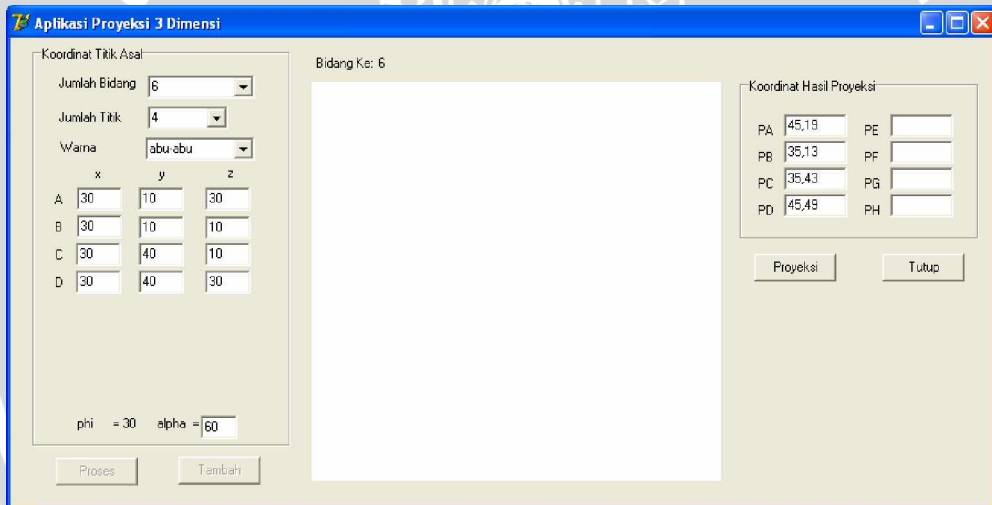 Aplikasi Proyeksi 3 Dimensi
Koordinat Titik Asal
Jumlah Bidang 6
Jumlah Titik 4
Warna abu-abu
x y z
A 30 10 30
B 30 10 10
C 30 40 10
D 30 40 30
phi = 30 alpha = 60
Proses Tambah
Bidang Ke: 6
Koordinat Hasil Proyeksi
PA 45,19 PE
PB 35,13 PF
PC 35,43 PG
PD 45,49 PH
Proyeksi Tutup